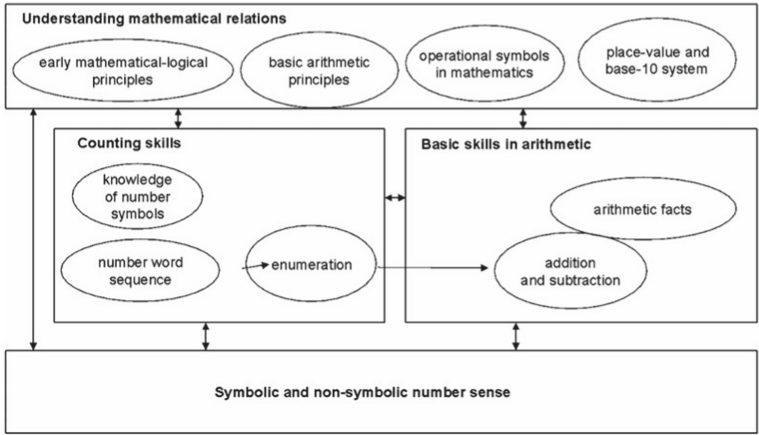 Understanding mathematical relations
early mathematical-logical
principles
basic arithmetic
principles
operational symbols
in mathematics
place-value and
base-10 system
Counting skills
knowledge
of number
symbols
number word
sequence
enumeration
Basic skills in arithmetic
arithmetic facts
addition
and subtraction
Symbolic and non-symbolic number sense